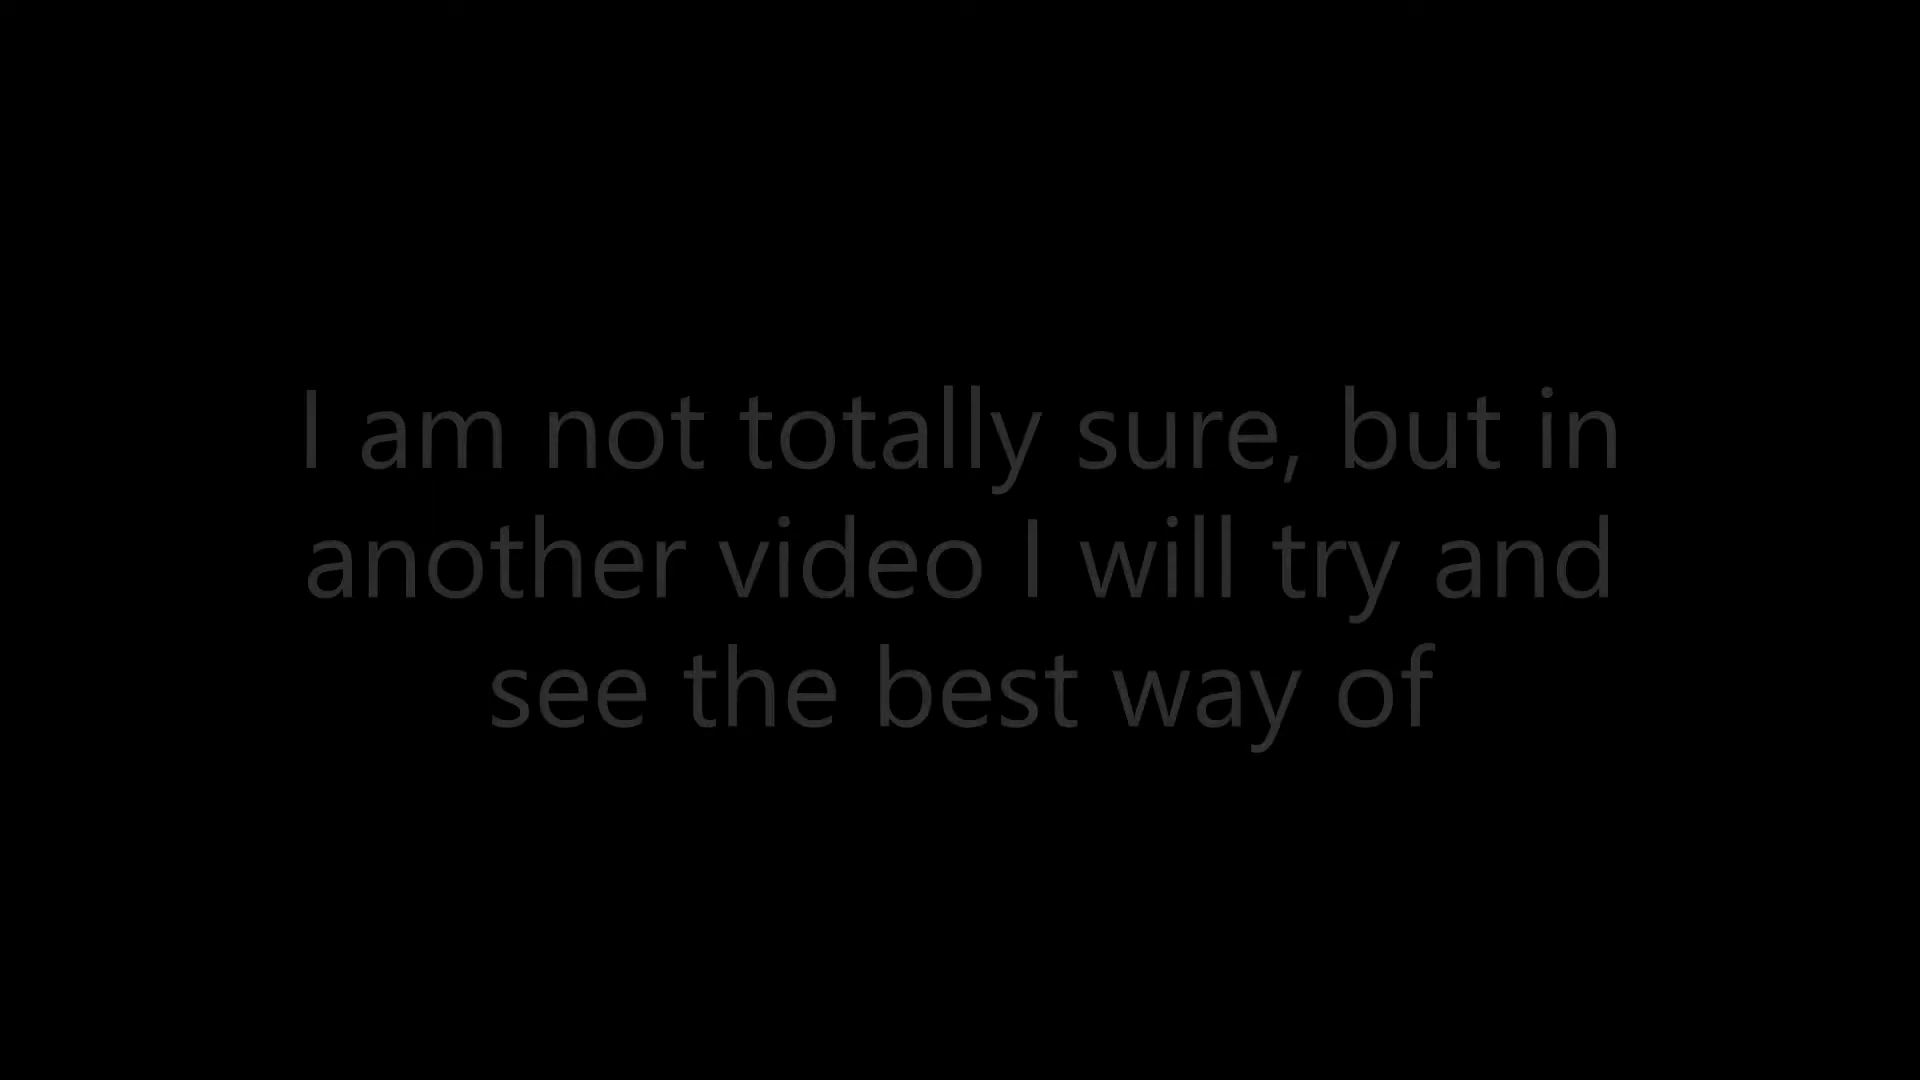 I am not totally sure, but in
another video I will try and
see the best way of